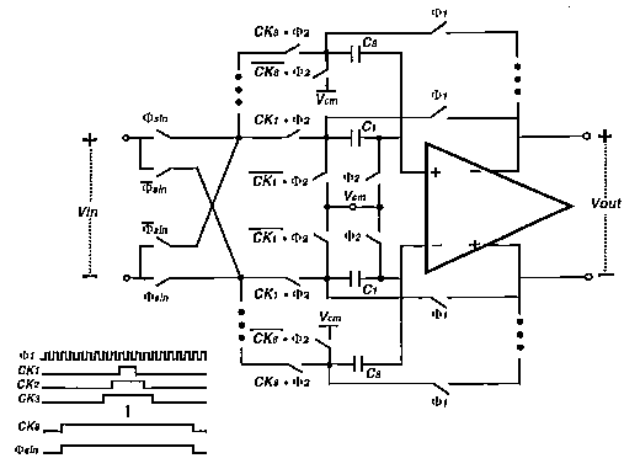 Φ1
CK8 • Φ2
C8
CK8 • Φ2
Vcm
Φ1
Φsin
CK1 • Φ2
C1
+
Φsin
CK1 • Φ2
Φ2
+
−
+
Vin
Vcm
Vout
Φsin
CK1 • Φ2
Φ2
−
+
−
Φsin
CK1 • Φ2
C1
−
Φ1
Vcm
CK8 • Φ2
C8
CK8 • Φ2
Φ1
Φ1
CK1
CK2
CK3
1
CK8
Φsin